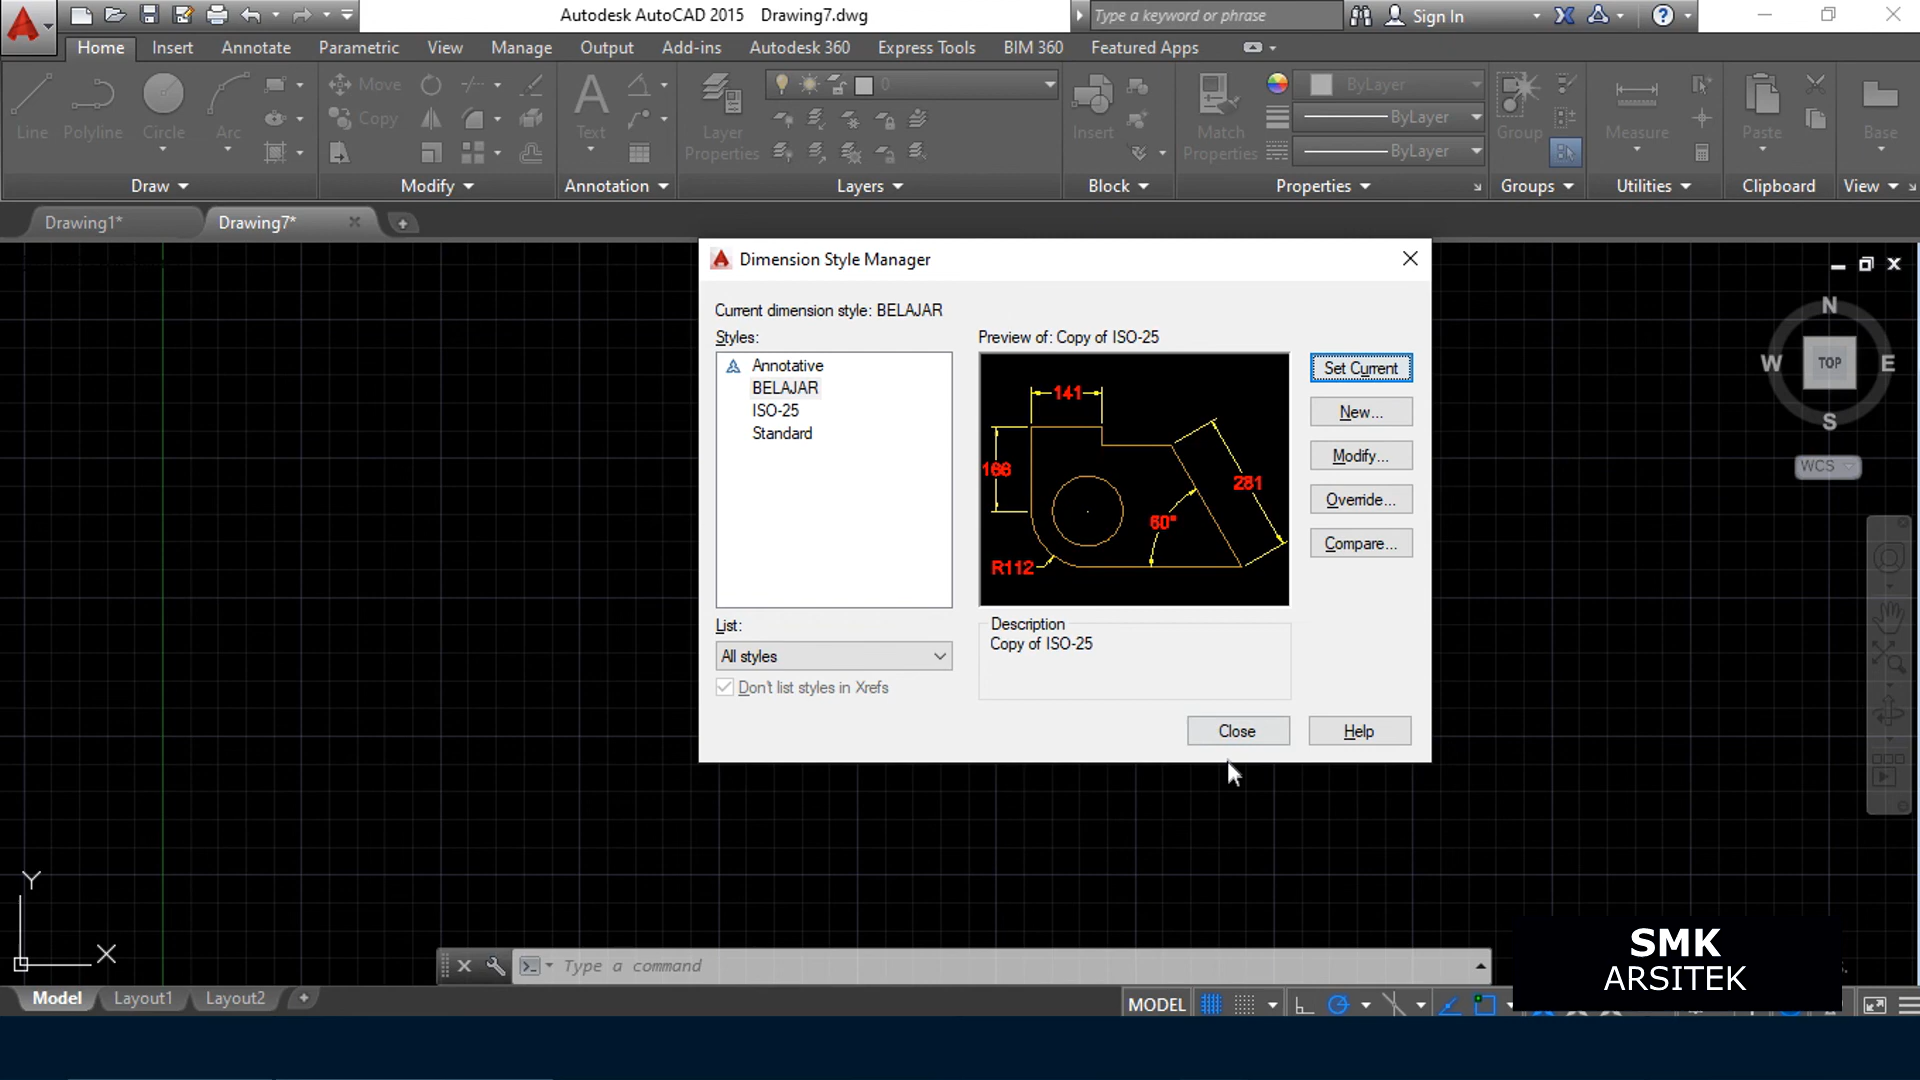 Autodesk AutoCAD 2015 Drawing7.dwg
Type a keyword or phrase
Sign In
Home Insert Annotate Parametric View Manage Output Add-ins Autodesk 360 Express Tools BIM 360 Featured Apps
Line Polyline Circle Arc
Move
Copy
Text
Layer
Properties
0
Insert
Match
Properties
ByLayer
ByLayer
ByLayer
Group
Measure
Paste
Base
Draw Modify Annotation Layers Block Properties Groups Utilities Clipboard View
Drawing1* Drawing7*
Dimension Style Manager
Current dimension style: BELAJAR
Styles:
Annotative
BELAJAR
ISO-25
Standard
List:
All styles
Don't list styles in Xrefs
Preview of: Copy of ISO-25
141
166
281
60°
R112
Description
Copy of ISO-25
Set Current
New...
Modify...
Override...
Compare...
Close Help
N
W TOP E
S
WCS
Y
X
Type a command
Model Layout1 Layout2
MODEL
SMK
ARSITEK